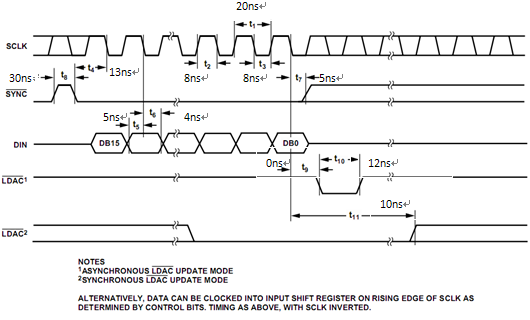 20ns↵
t1
SCLK
t4
13ns↵
t2
t3
8ns↵
8ns↵
t7
5ns↵
30ns↵
t8
SYNC
5ns↵
t6
4ns↵
t5
DIN
DB15
DB0
0ns↵
t10
12ns↵
t9
LDAC1
10ns↵
t11
LDAC2
NOTES
1ASYNCHRONOUS LDAC UPDATE MODE
2SYNCHRONOUS LDAC UPDATE MODE
ALTERNATIVELY, DATA CAN BE CLOCKED INTO INPUT SHIFT REGISTER ON RISING EDGE OF SCLK AS
DETERMINED BY CONTROL BITS. TIMING AS ABOVE, WITH SCLK INVERTED.